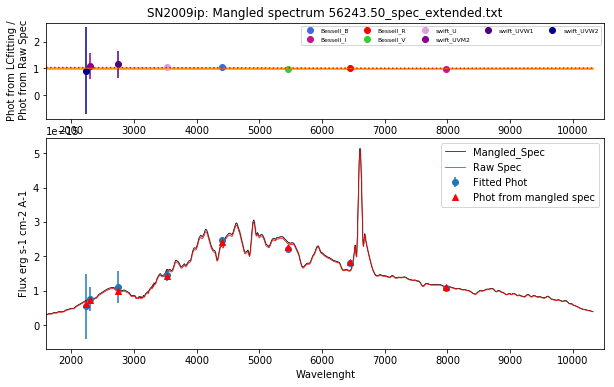 SN2009ip: Mangled spectrum 56243.50_spec_extended.txt
Phot from LCfitting /
Phot from Raw Spec
2
1
0
Bessell_B Bessell_R swift_U swift_UVW1 swift_UVW2
Bessell_I Bessell_V swift_UVM2
2000 3000 4000 5000 6000 7000 8000 9000 10000
1e−15
Flux erg s-1 cm-2 A-1
5
4
3
2
1
0
Mangled_Spec
Raw Spec
Fitted Phot
Phot from mangled spec
2000 3000 4000 5000 6000 7000 8000 9000 10000
Wavelenght